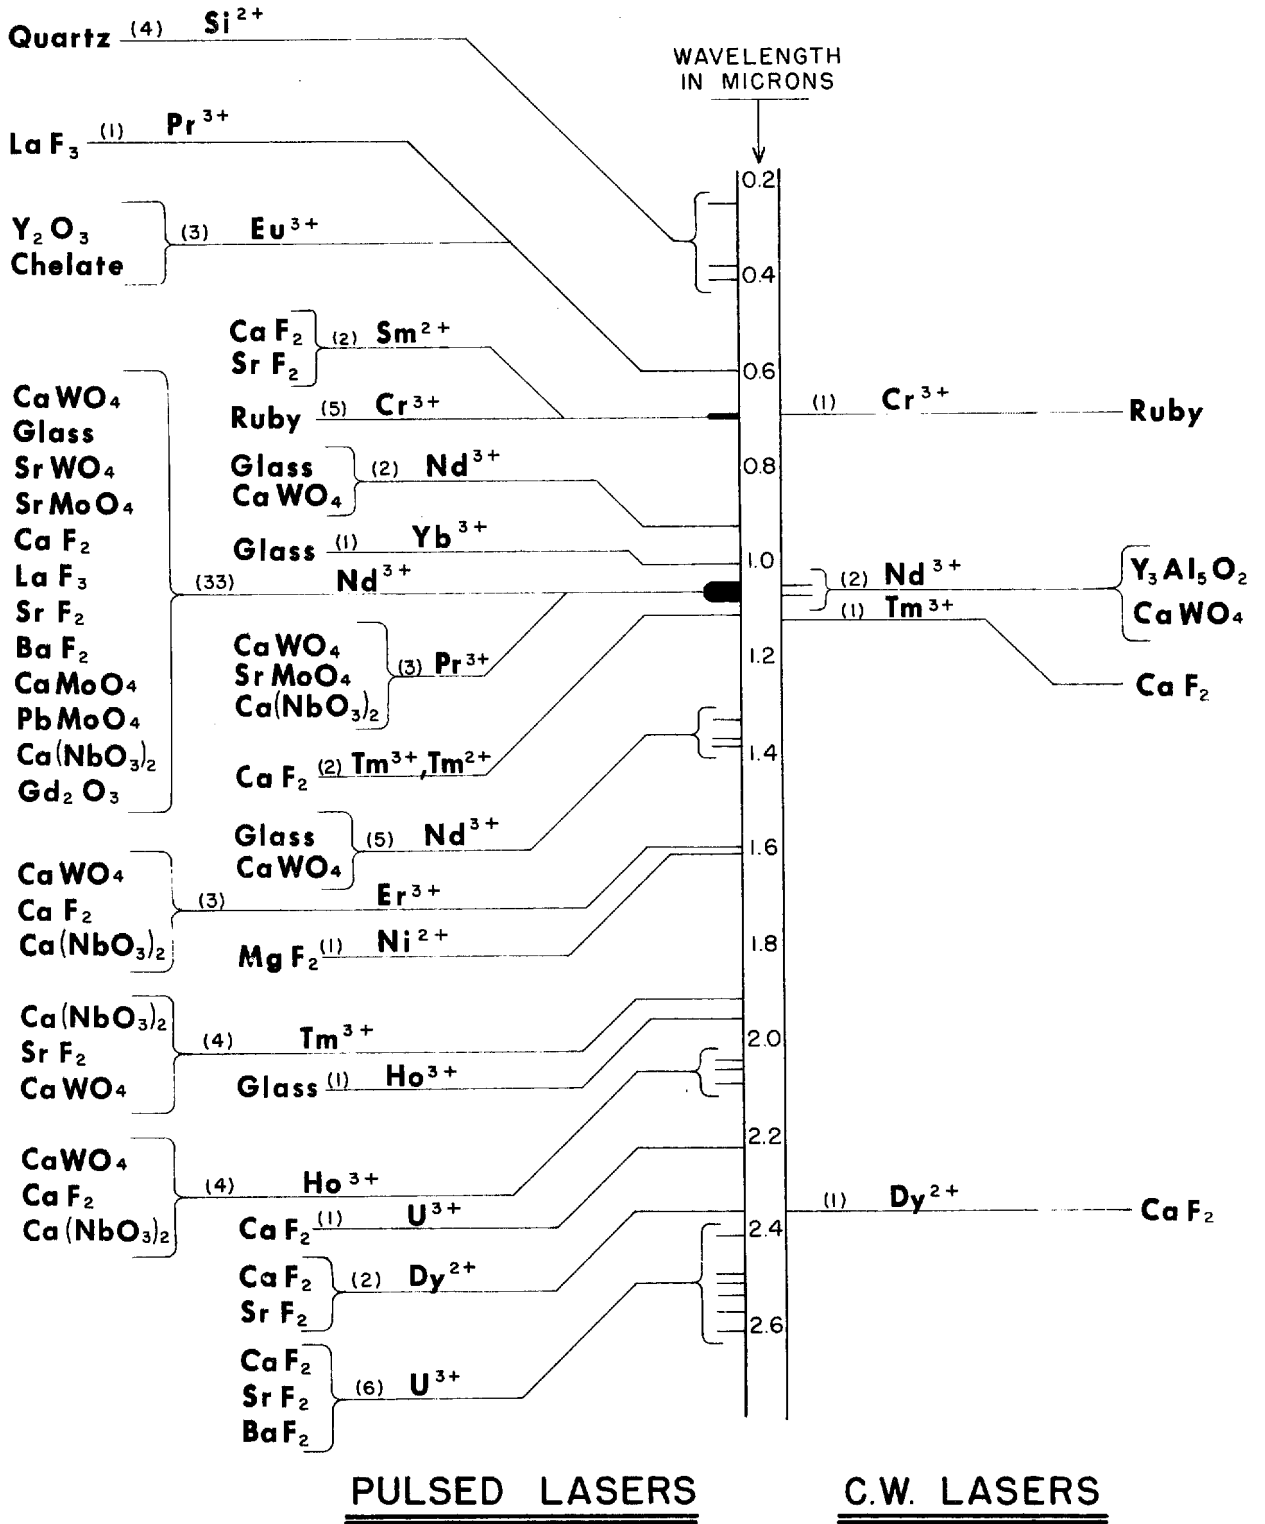 Quartz (4) Si2+
WAVELENGTH
IN MICRONS
LaF3 (1) Pr3+
Y2O3
Chelate
(3) Eu3+
CaF2
SrF2
(2) Sm2+
Ruby (5) Cr3+
CaWO4
Glass
SrWO4
SrMoO4
CaF2
LaF3
SrF2
BaF2
CaMoO4
PbMoO4
Ca(NbO3)2
Gd2O3
(33) Nd3+
Glass
CaWO4
(2) Nd3+
Glass (1) Yb3+
CaWO4
SrMoO4
Ca(NbO3)2
(3) Pr3+
CaF2 (2) Tm3+,Tm2+
Glass
CaWO4
(5) Nd3+
CaWO4
CaF2
Ca(NbO3)2
(3) Er3+
MgF2 (1) Ni2+
Ca(NbO3)2
SrF2
CaWO4
(4) Tm3+
Glass (1) Ho3+
CaWO4
CaF2
Ca(NbO3)2
(4) Ho3+
CaF2 (1) U3+
CaF2
SrF2
(2) Dy2+
CaF2
SrF2
BaF2
(6) U3+
0.2
0.4
0.6
0.8
1.0
1.2
1.4
1.6
1.8
2.0
2.2
2.4
2.6
(1) Cr3+ Ruby
(2) Nd3+
Y3Al5O2
CaWO4
(1) Tm3+
CaF2
(1) Dy2+ CaF2
PULSED LASERS
C.W. LASERS